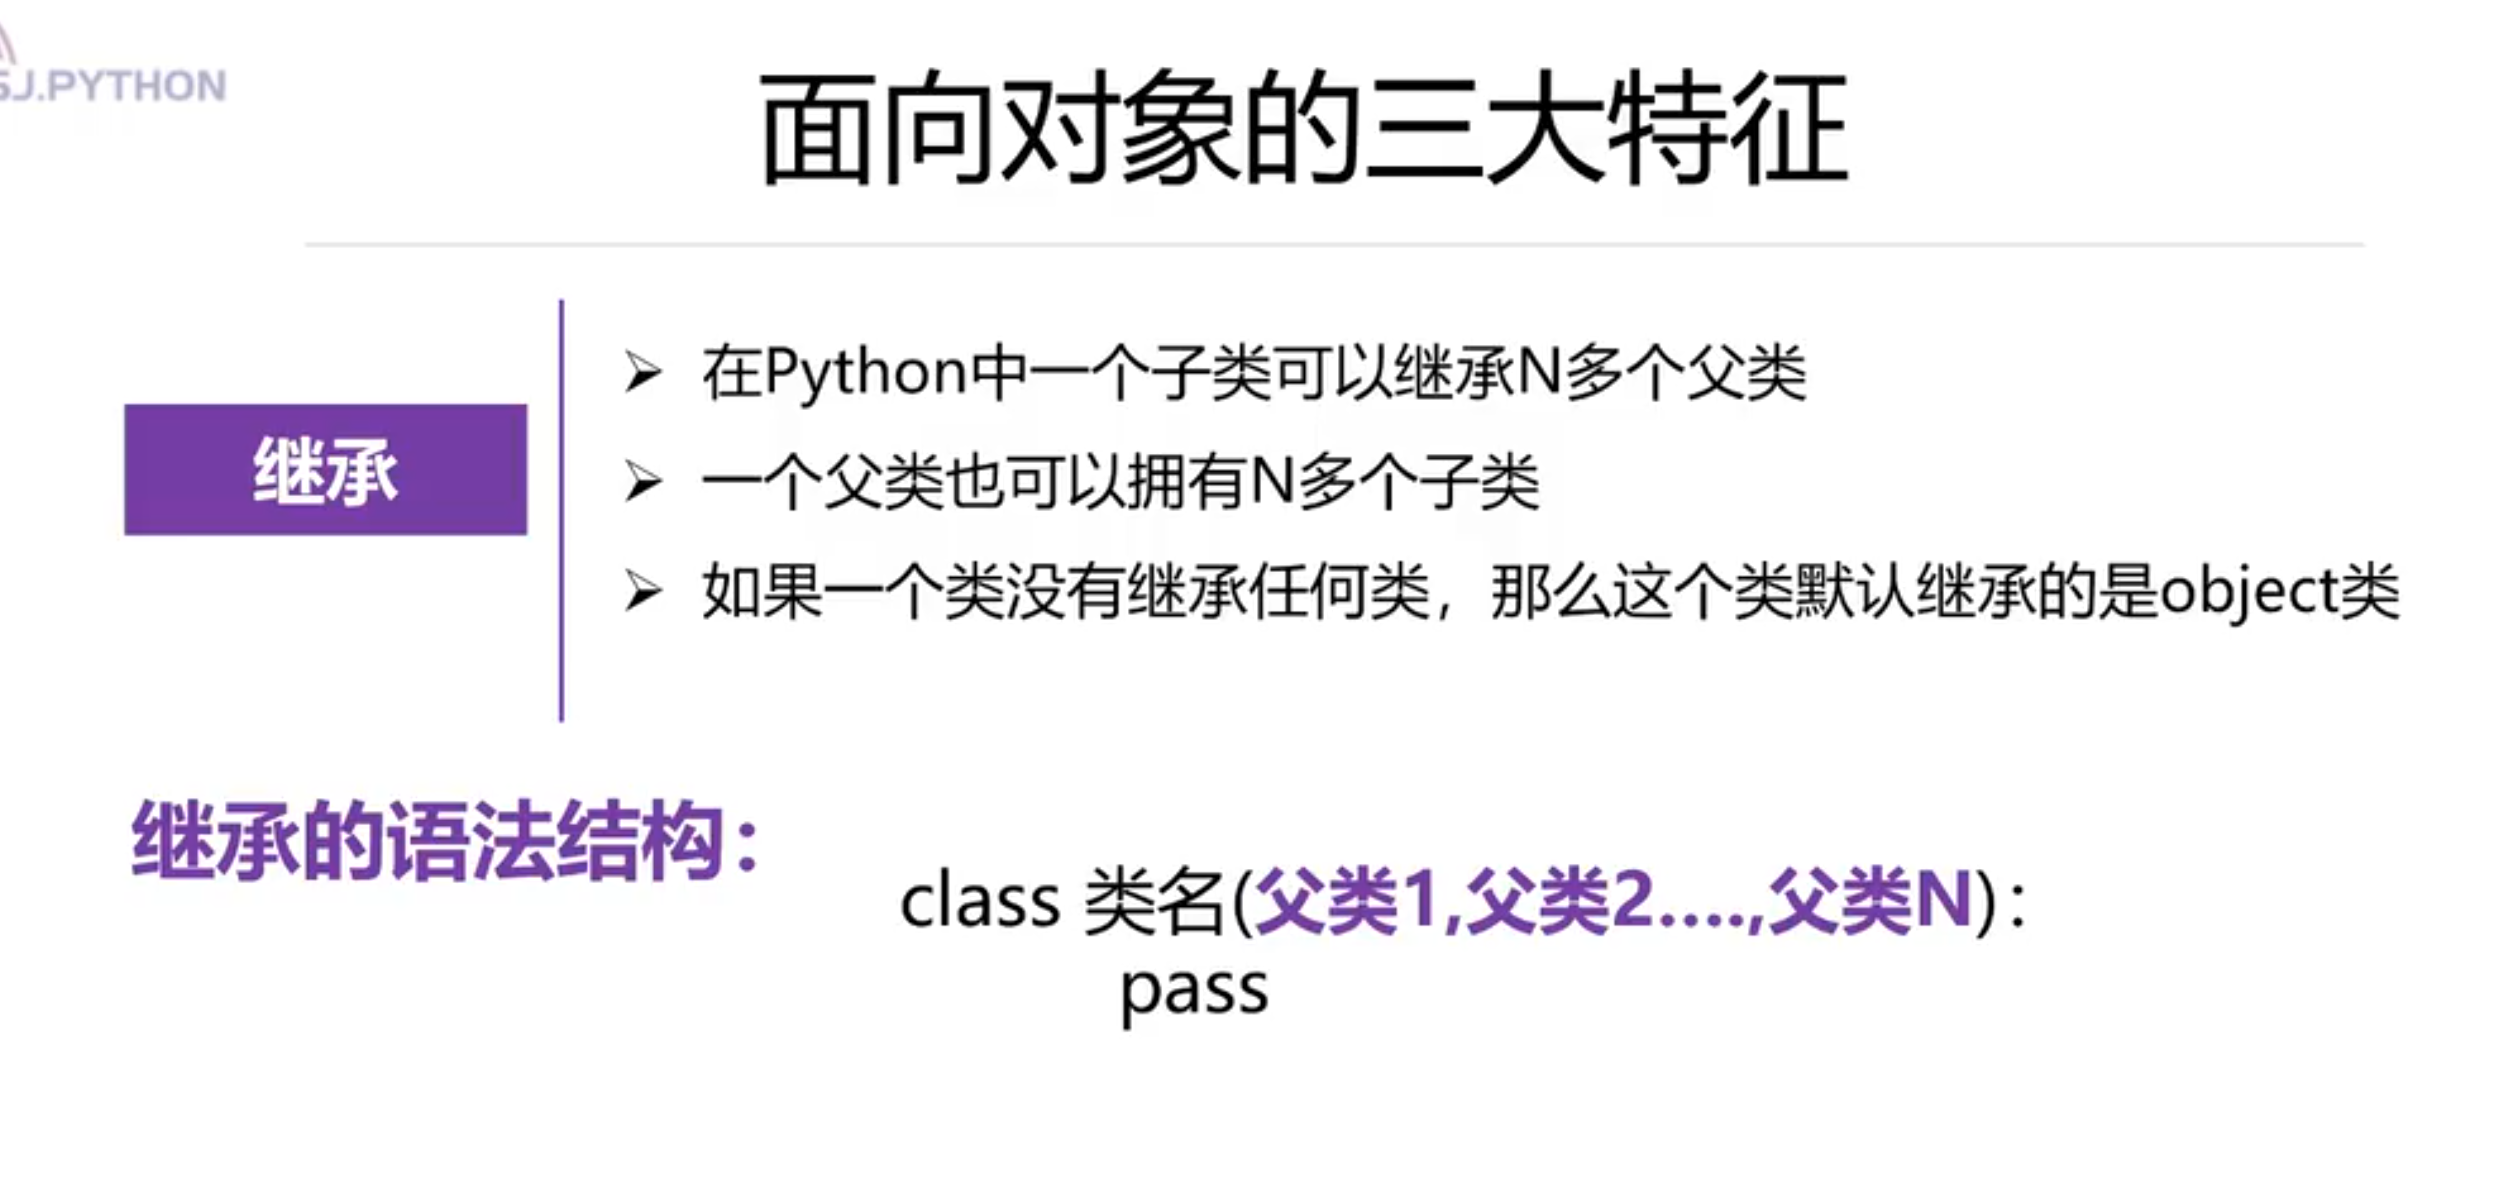 SJ.PYTHON
面向对象的三大特征
继承
在Python中一个子类可以继承N多个父类
一个父类也可以拥有N多个子类
如果一个类没有继承任何类，那么这个类默认继承的是object类
继承的语法结构：
class 类名(父类1,父类2....,父类N)：
pass